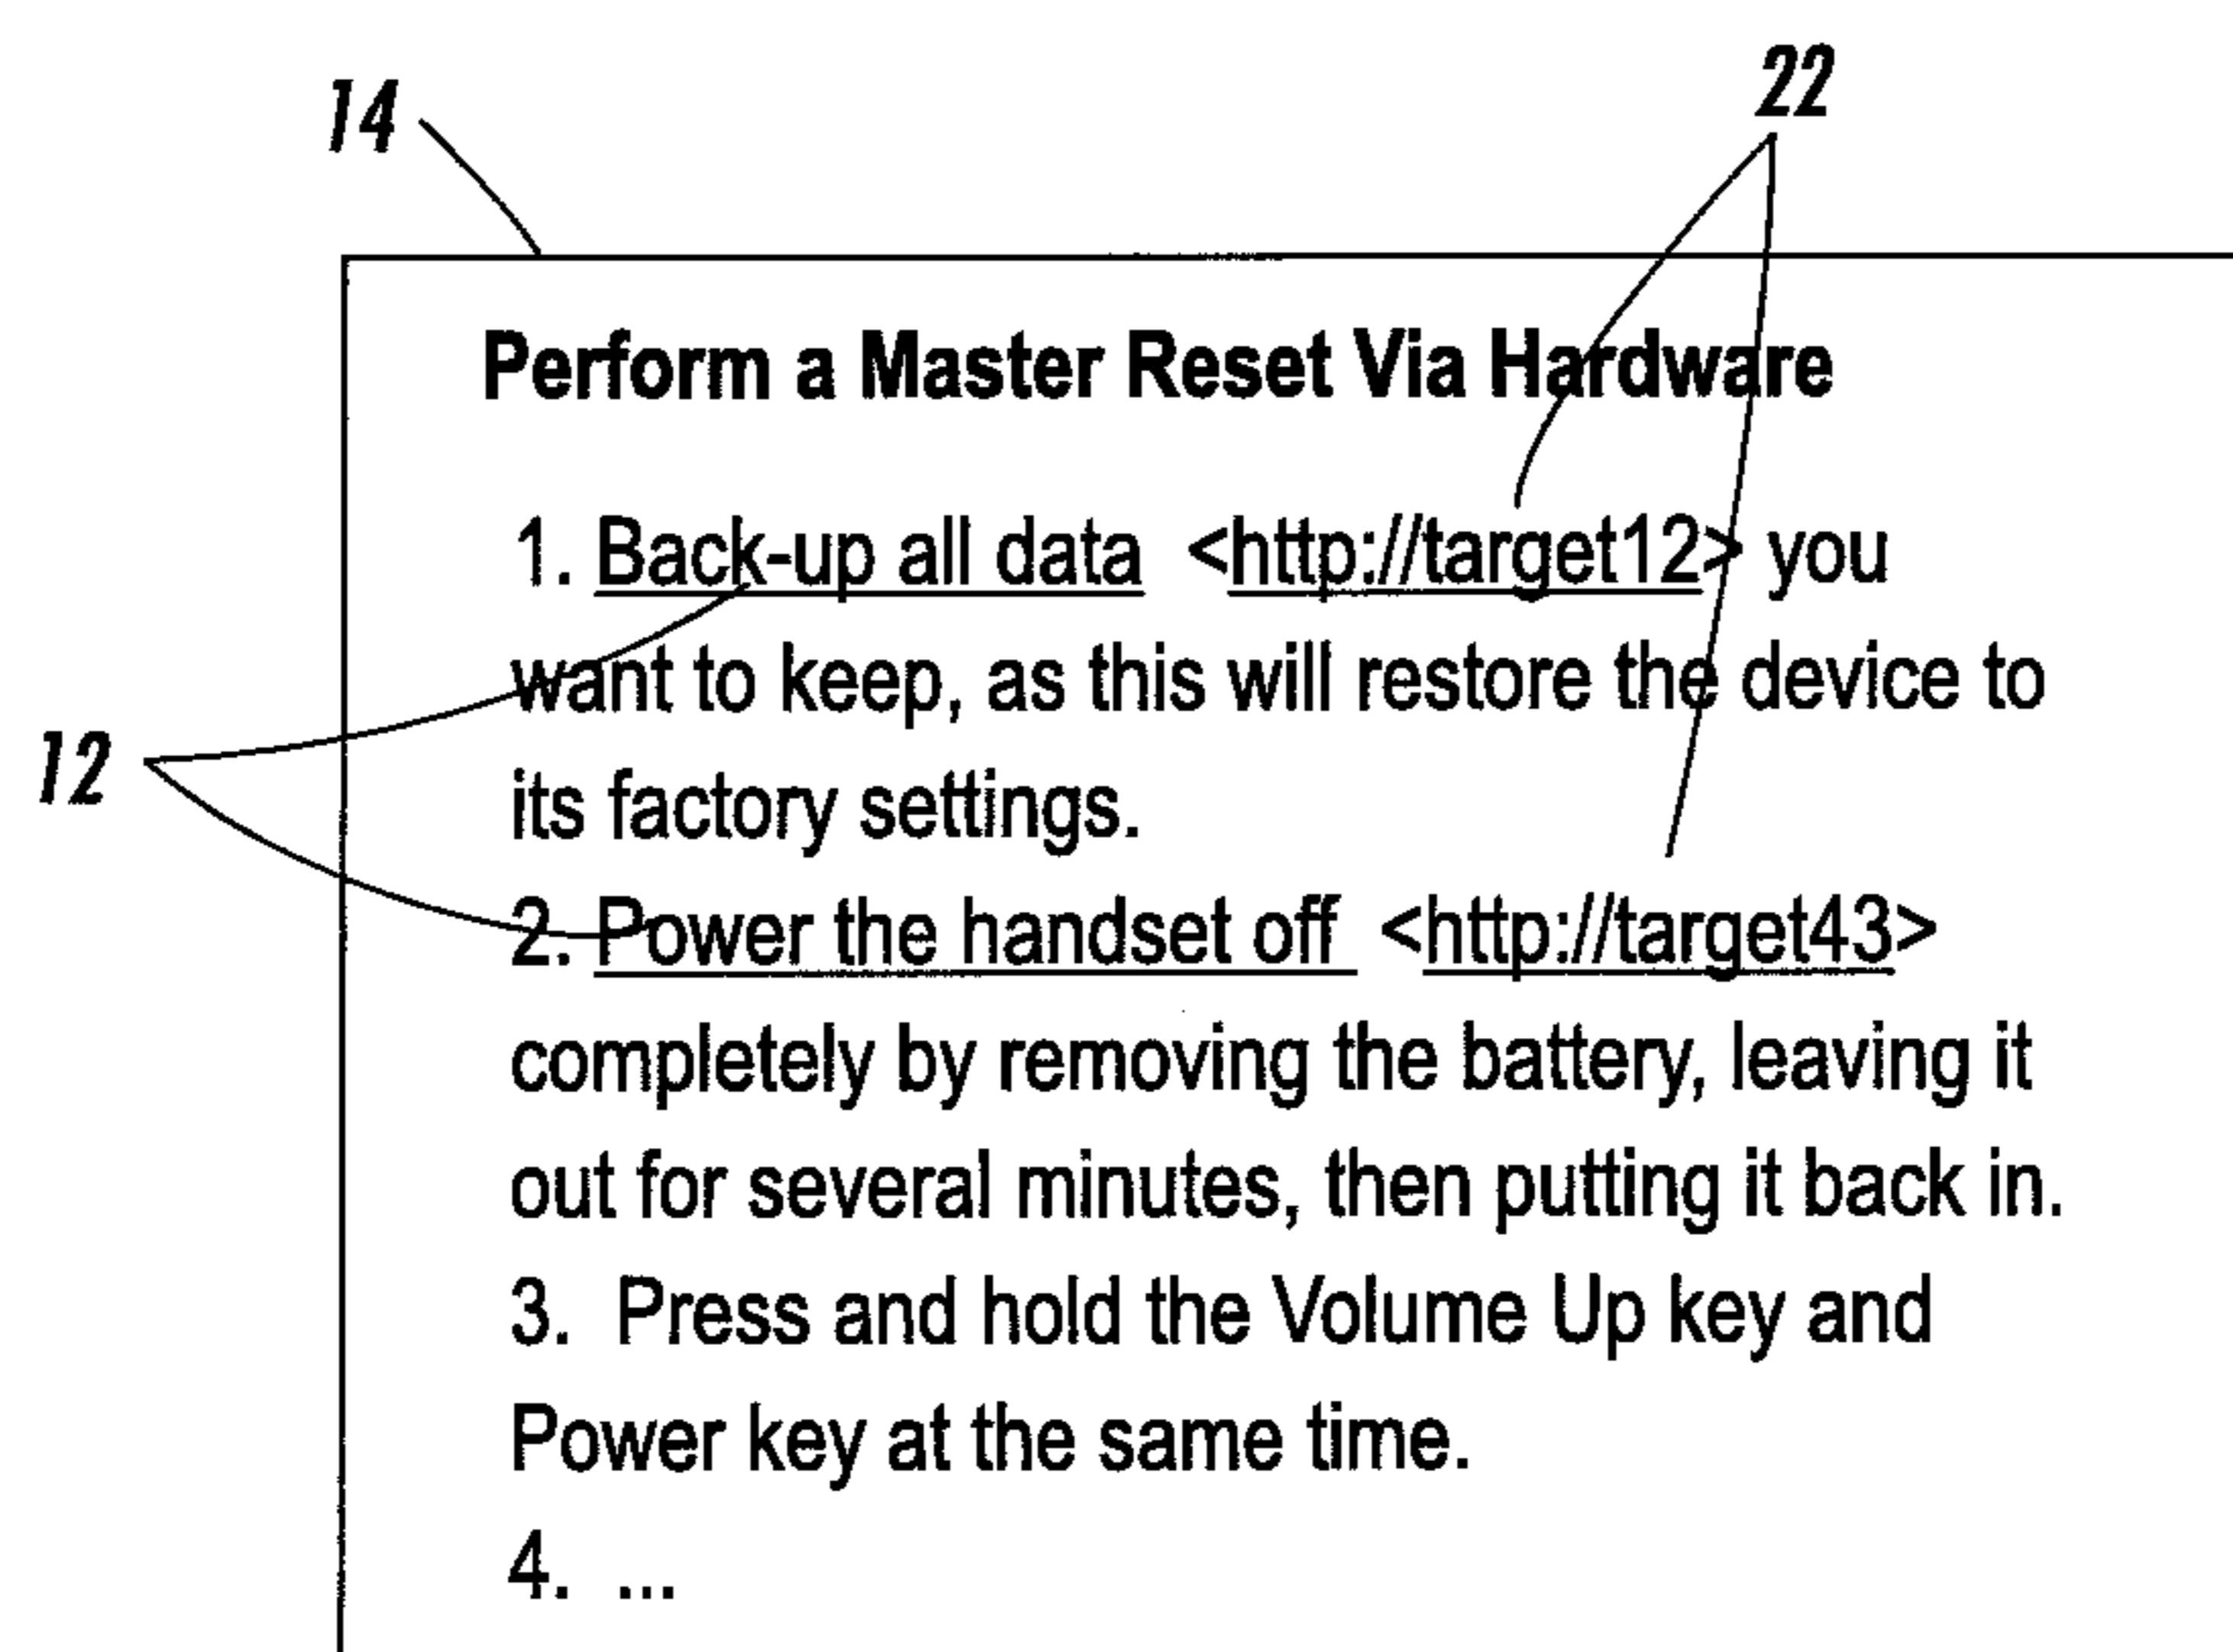 14
22
Perform a Master Reset Via Hardware
1. Back-up all data <http://target12> you
want to keep, as this will restore the device to
12
its factory settings.
2. Power the handset off <http://target43>
completely by removing the battery, leaving it
out for several minutes, then putting it back in.
3. Press and hold the Volume Up key and
Power key at the same time.
4. ...